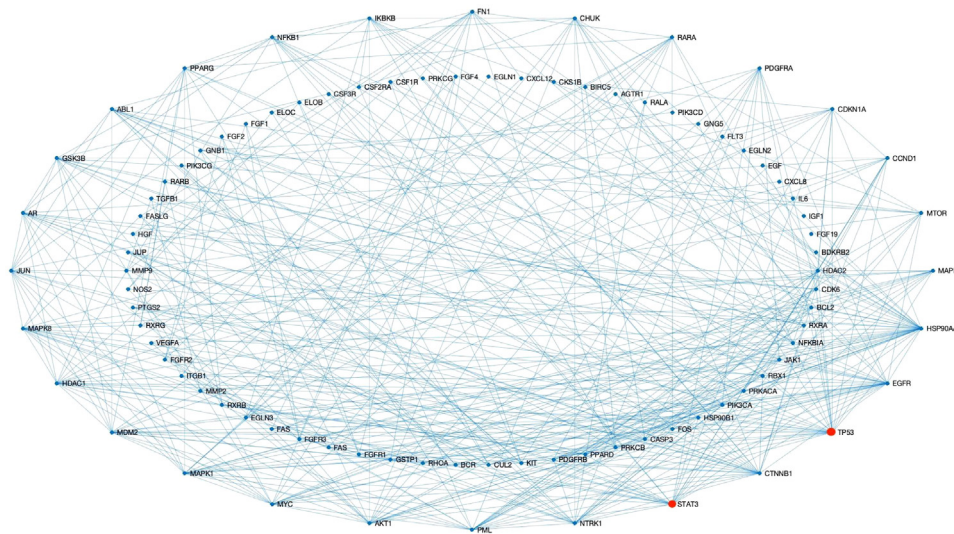 FN1
IKBKB
CHUK
NFKB1
RARA
PPARG
PDGFRA
FGF4
EGLN1
PRKCG
CXCL12
CSF1R
CKS1B
CSF2RA
BIRC5
CSF3R
AGTR1
ELOB
RALA
ABL1
CDKN1A
ELOC
PIK3CD
FGF1
GNG5
FGF2
FLT3
GNB1
EGLN2
GSK3B
CCND1
PIK3CG
EGF
RARB
CXCL8
TGFB1
IL6
AR
MTOR
FASLG
IGF1
HGF
FGF19
JUP
BDKRB2
JUN
MMP9
HDAC2
NOS2
CDK6
PTGS2
BCL2
MAPK8
RXRG
RXRA
VEGFA
NFKBIA
FGFR2
JAK1
ITGB1
RBX1
HDAC1
EGFR
MMP2
PRKACA
RXRB
PIK3CA
EGLN3
HSP90B1
FAS
FOS
MDM2
TP53
FGFR3
CASP3
FAS
PRKCB
FGFR1
PPARD
GSTP1
PDGFRB
RHOA
KIT
BCR
CUL2
MAPK1
CTNNB1
MYC
STAT3
AKT1
NTRK1
PML